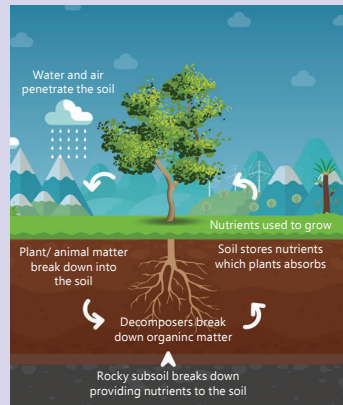 Water and air
penetrate the soil
Nutrients used to grow
Plant/ animal matter
break down into
the soil
Soil stores nutrients
which plants absorbs
Decomposers break
down organinc matter
Rocky subsoil breaks down
providing nutrients to the soil